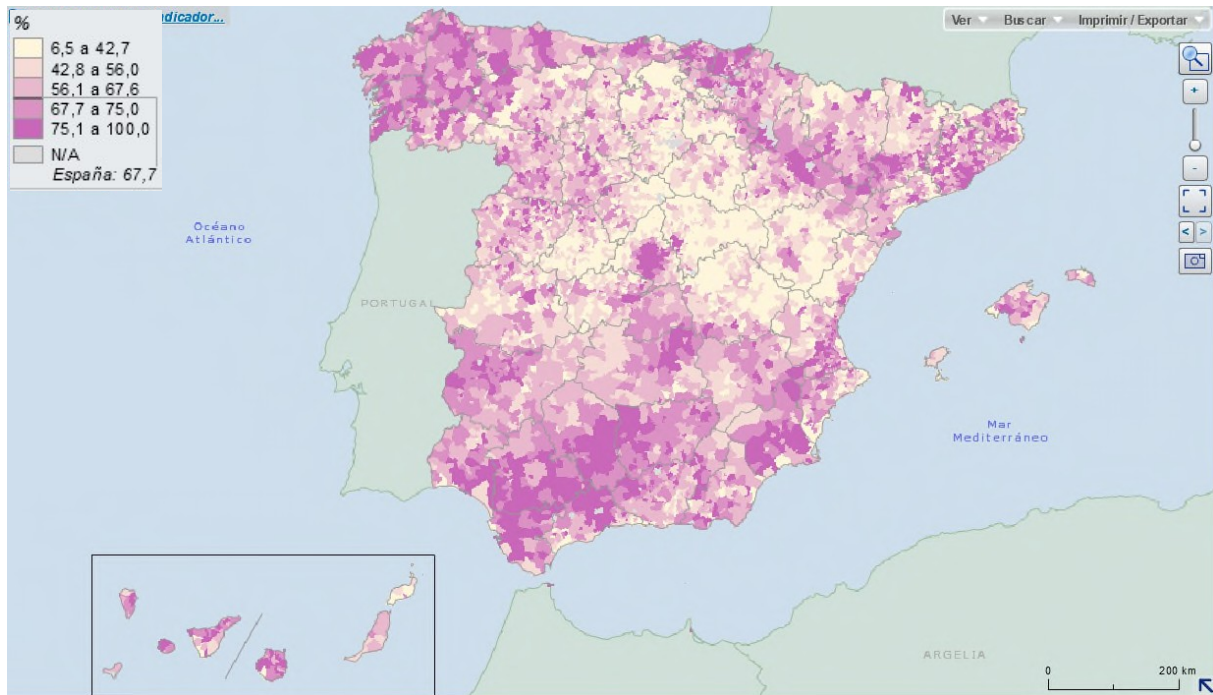 indicador...
%
6,5 a 42,7
42,8 a 56,0
56,1 a 67,6
67,7 a 75,0
75,1 a 100,0
N/A
España: 67,7
Ver Buscar Imprimir / Exportar
+
-
< >
Océano
Atlántico
PORTUGAL
Mar
Mediterráneo
ARGELIA
0 200 km